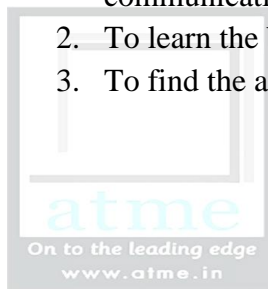 2. To learn the
3. To find the a
atme
On to the leading edge
www.atme.in